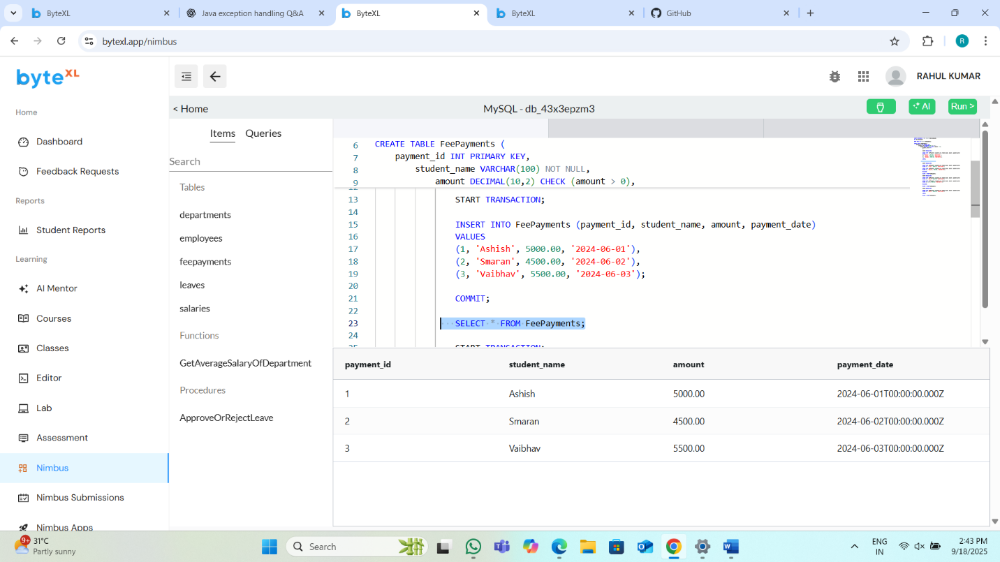 ByteXL
Java exception handling Q&A
ByteXL
ByteXL
GitHub
bytexl.app/nimbus
R
byteXL
RAHUL KUMAR
Home
Dashboard
Feedback Requests
Reports
Student Reports
Learning
AI Mentor
Courses
Classes
Editor
Lab
Assessment
Nimbus
Nimbus Submissions
Nimbus Apps
< Home
MySQL - db_43x3epzm3
AI
Run >
Items Queries
Search
Tables
departments
employees
feepayments
leaves
salaries
Functions
GetAverageSalaryOfDepartment
Procedures
ApproveOrRejectLeave
6 CREATE TABLE FeePayments (
7 payment_id INT PRIMARY KEY,
8 student_name VARCHAR(100) NOT NULL,
9 amount DECIMAL(10,2) CHECK (amount > 0),
13 START TRANSACTION;
14
15 INSERT INTO FeePayments (payment_id, student_name, amount, payment_date)
16 VALUES
17 (1, 'Ashish', 5000.00, '2024-06-01'),
18 (2, 'Smaran', 4500.00, '2024-06-02'),
19 (3, 'Vaibhav', 5500.00, '2024-06-03');
20
21 COMMIT;
22
23 SELECT * FROM FeePayments;
24
START TRANSACTION;
payment_id student_name amount payment_date
1 Ashish 5000.00 2024-06-01T00:00:00.000Z
2 Smaran 4500.00 2024-06-02T00:00:00.000Z
3 Vaibhav 5500.00 2024-06-03T00:00:00.000Z
9+
31°C
Partly sunny
Search
ENG
IN
2:43 PM
9/18/2025